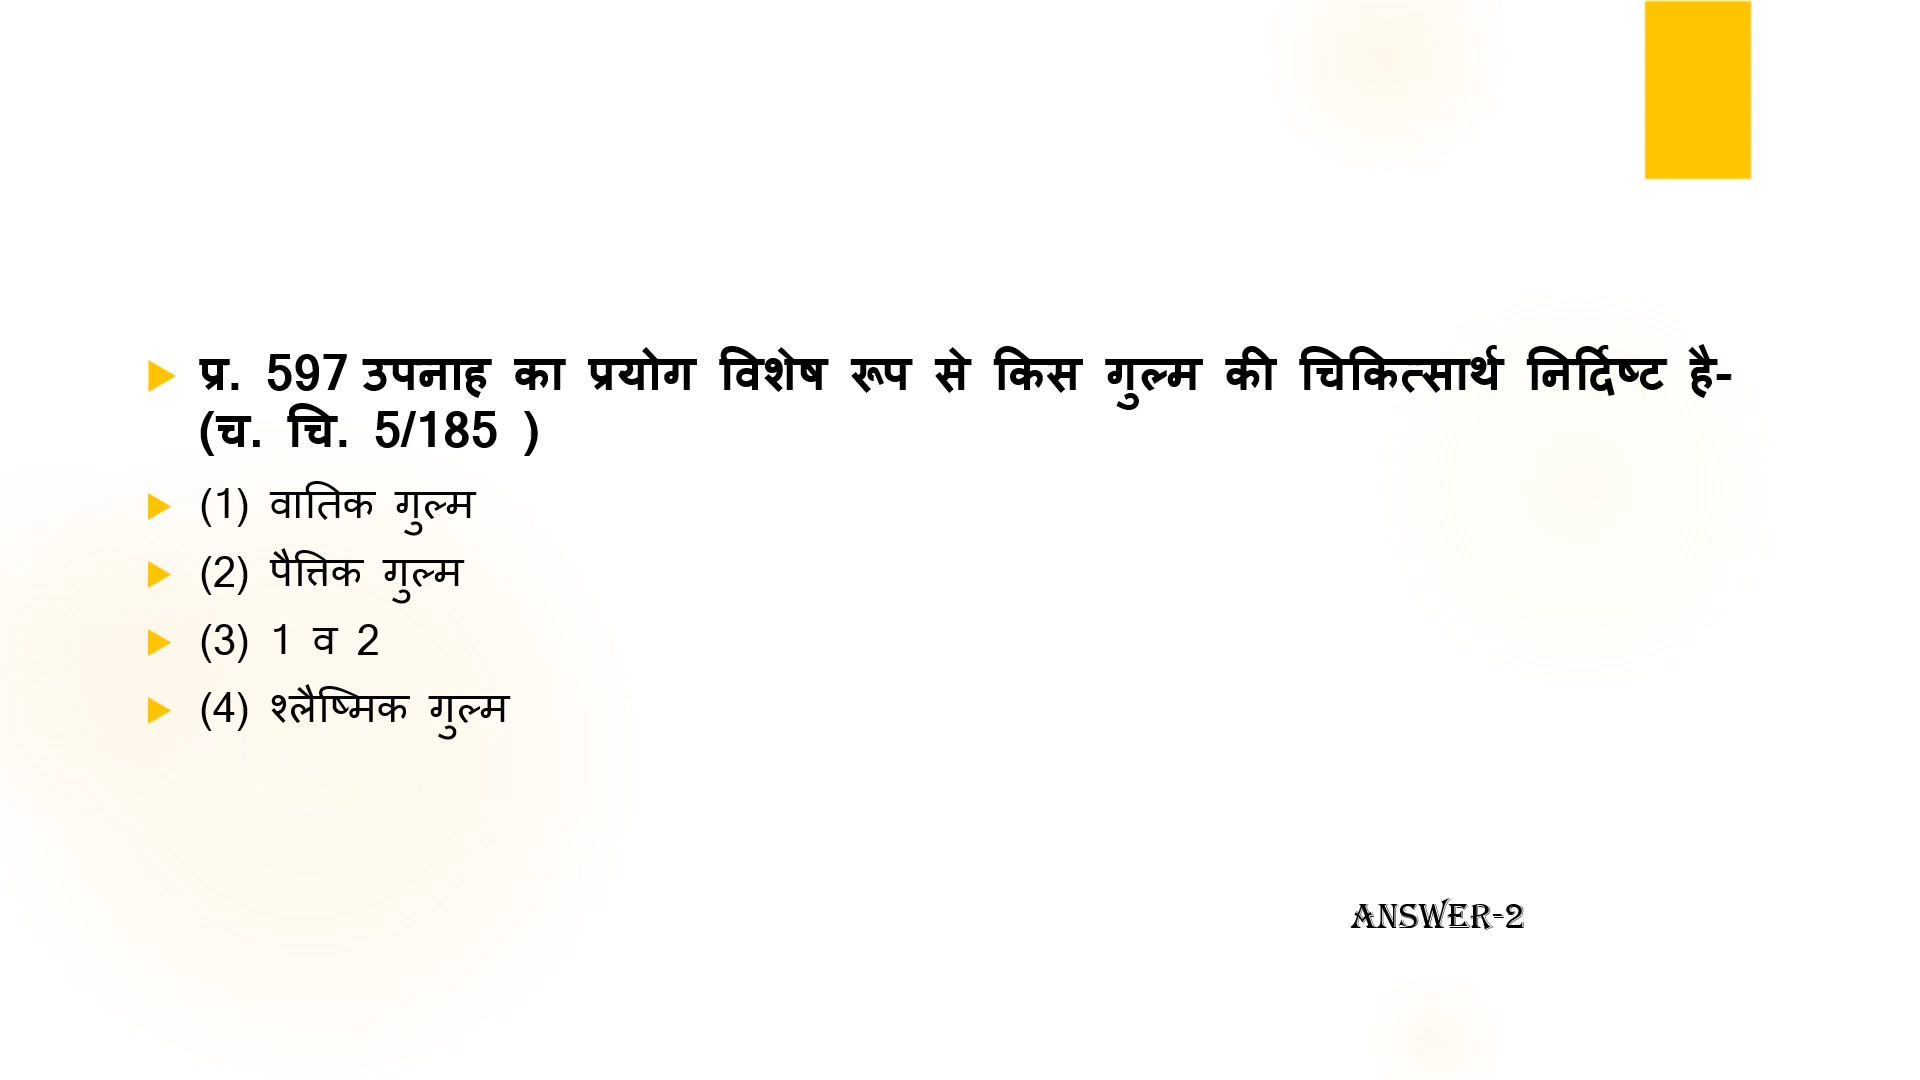 प्र. 597 उपनाह का प्रयोग विशेष रूप से किस गुल्म की चिकित्सार्थ निर्दिष्ट है-
(च. चि. 5/185 )
(1) वातिक गुल्म
(2) पैत्तिक गुल्म
(3) 1 व 2
(4) श्लैष्मिक गुल्म
ANSWER-2